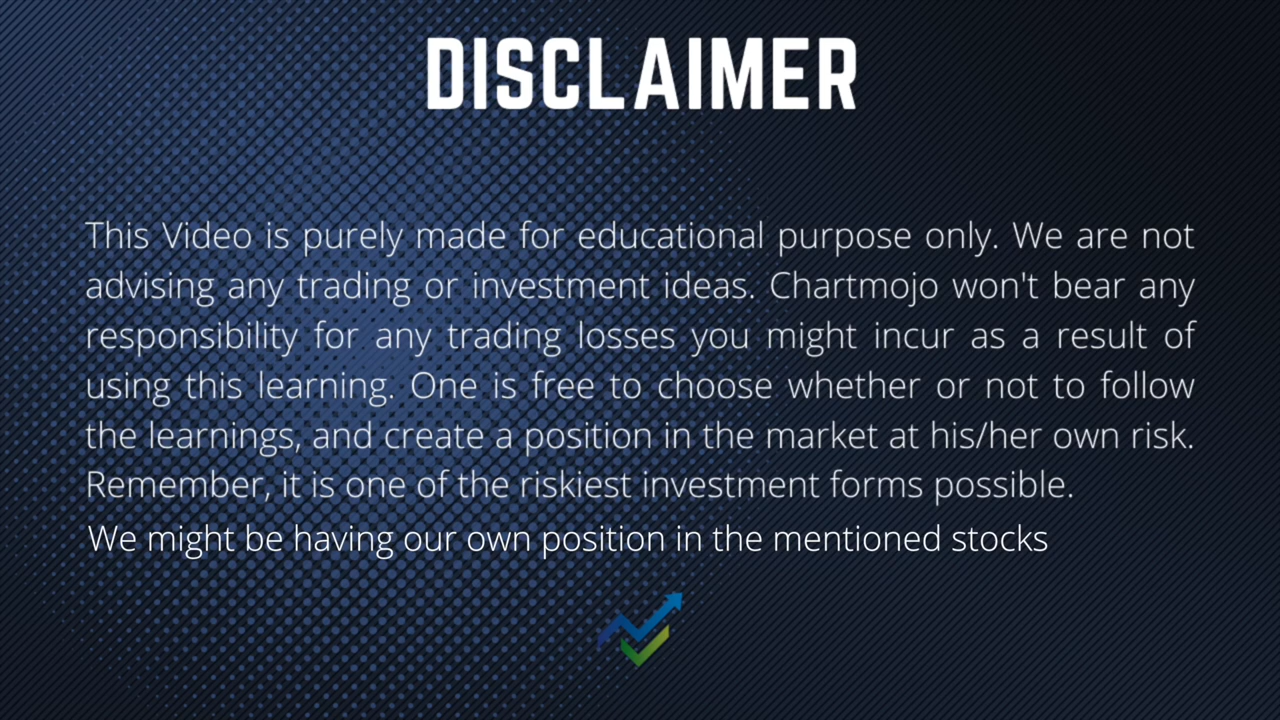 DISCLAIMER
This Video is purely made for educational purpose only. We are not
advising any trading or investment ideas. Chartmojo won't bear any
responsibility for any trading losses you might incur as a result of
using this learning. One is free to choose whether or not to follow
the learnings, and create a position in the market at his/her own risk.
Remember, it is one of the riskiest investment forms possible.
We might be having our own position in the mentioned stocks